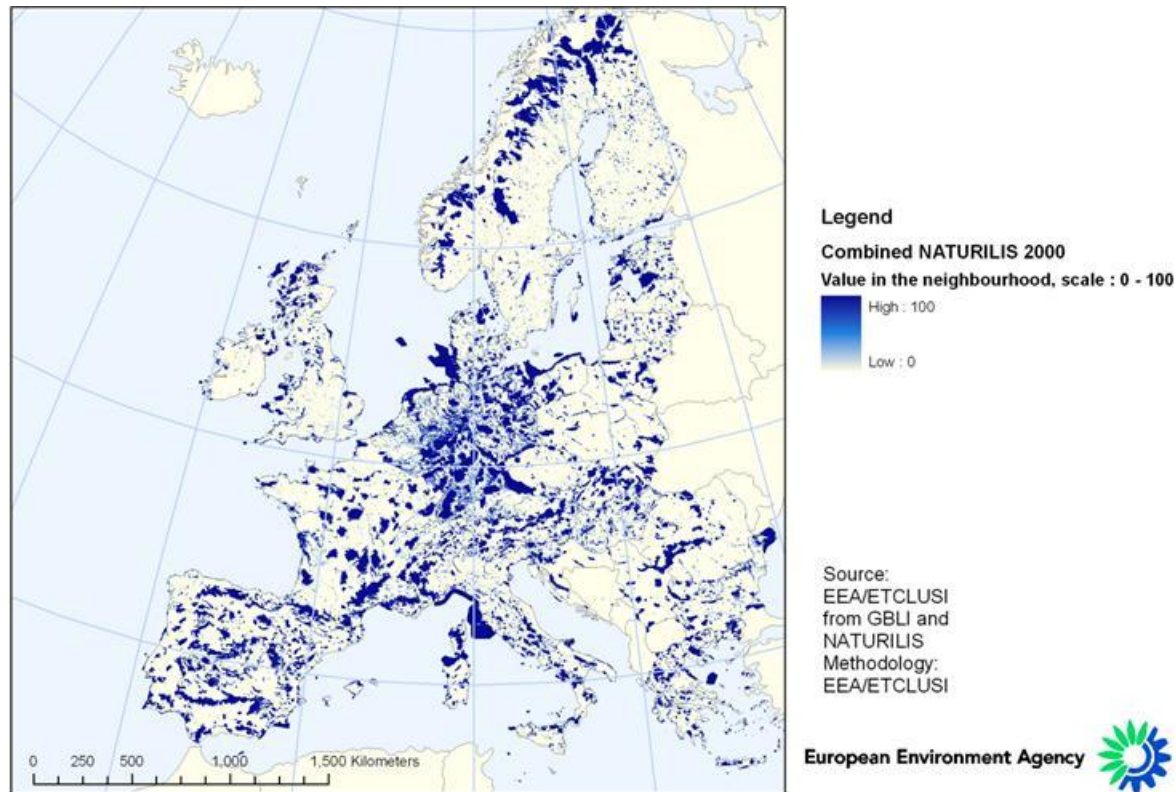 Legend
Combined NATURILIS 2000
Value in the neighbourhood, scale : 0 - 100
High : 100
Low : 0
Source:
EEA/ETCLUSI
from GBLI and
NATURILIS
Methodology:
EEA/ETCLUSI
0 250 500 1,000 1,500 Kilometers
European Environment Agency